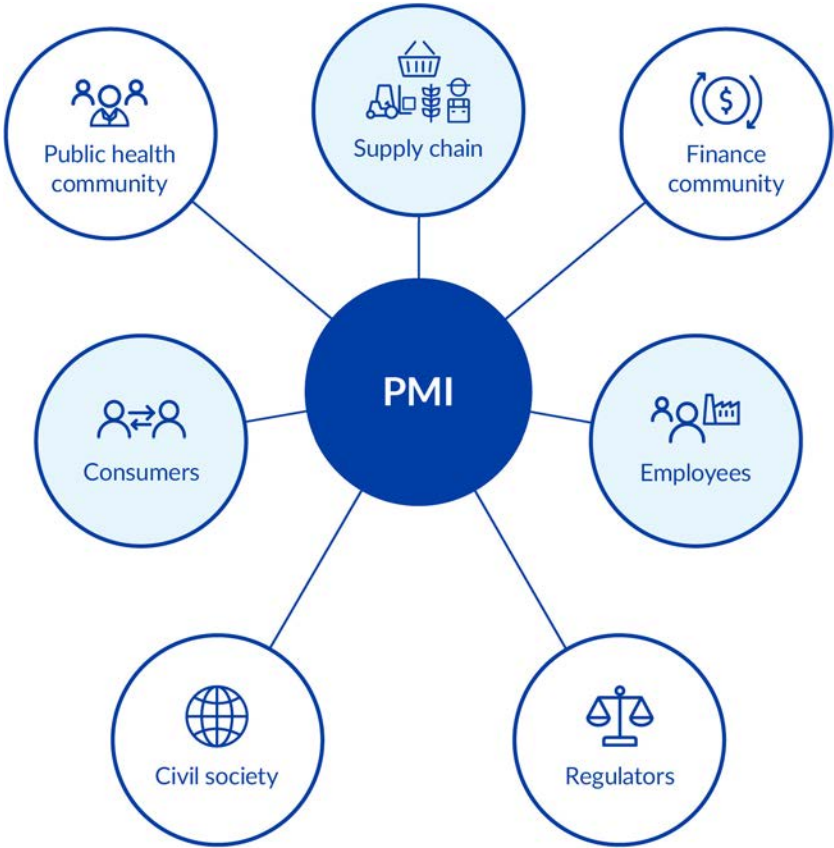 Public health
community
Supply chain
Finance
community
PMI
Consumers
Employees
Civil society
Regulators